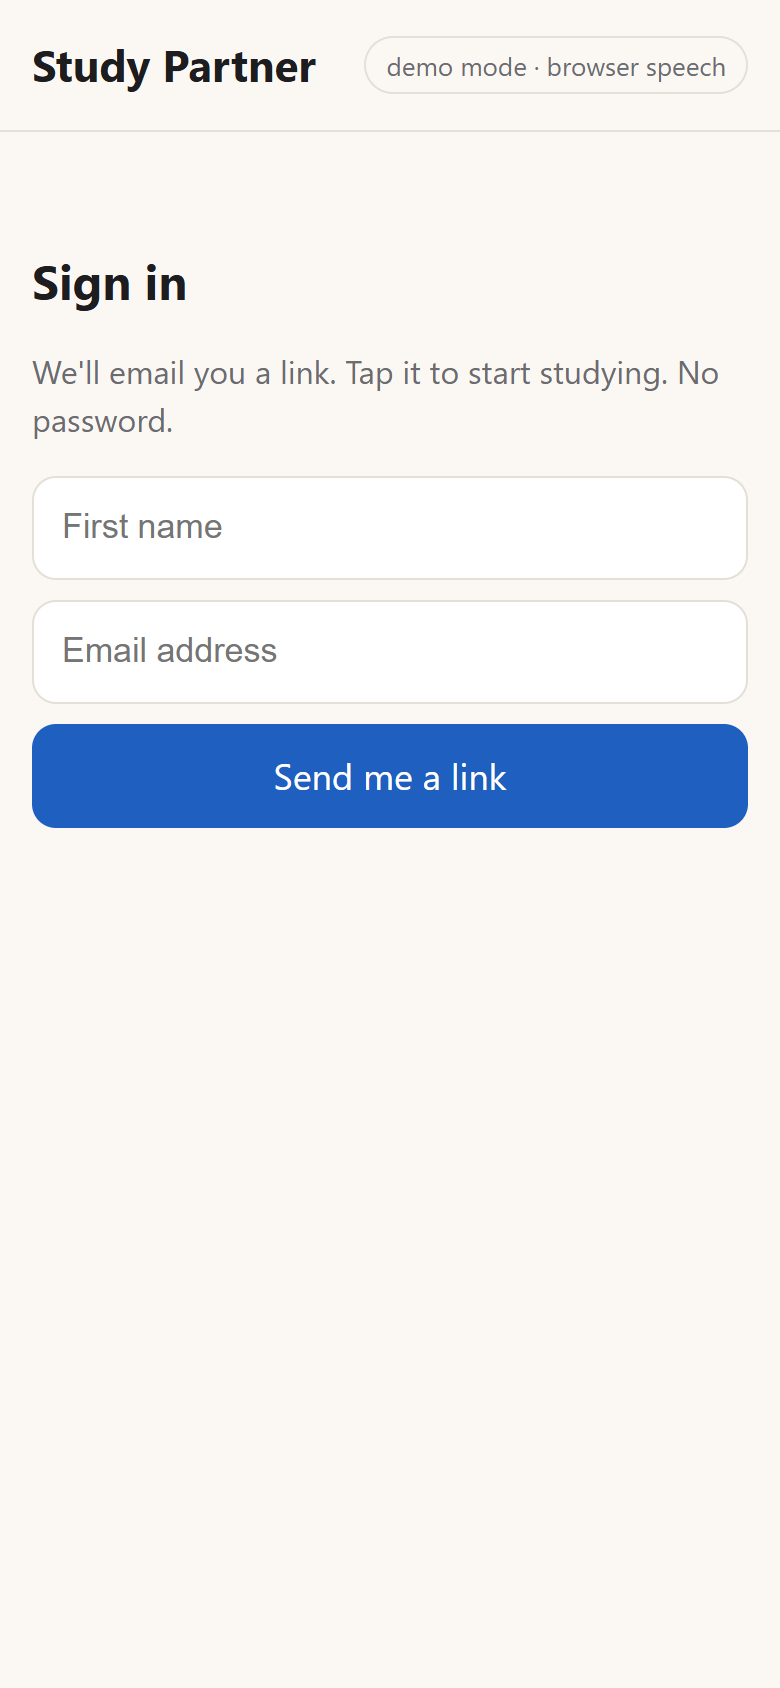 Study Partner
demo mode · browser speech
Sign in
We'll email you a link. Tap it to start studying. No
password.
First name
Email address
Send me a link